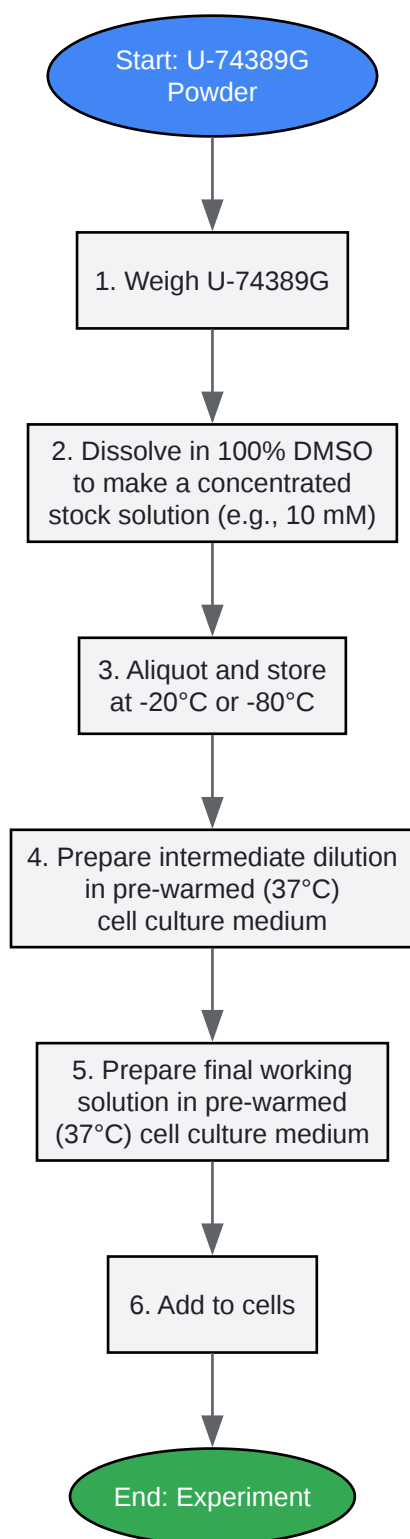 Start: U-74389G
Powder
1. Weigh U-74389G
2. Dissolve in 100% DMSO
to make a concentrated
stock solution (e.g., 10 mM)
3. Aliquot and store
at -20°C or -80°C
4. Prepare intermediate dilution
in pre-warmed (37°C)
cell culture medium
5. Prepare final working
solution in pre-warmed
(37°C) cell culture medium
6. Add to cells
End: Experiment